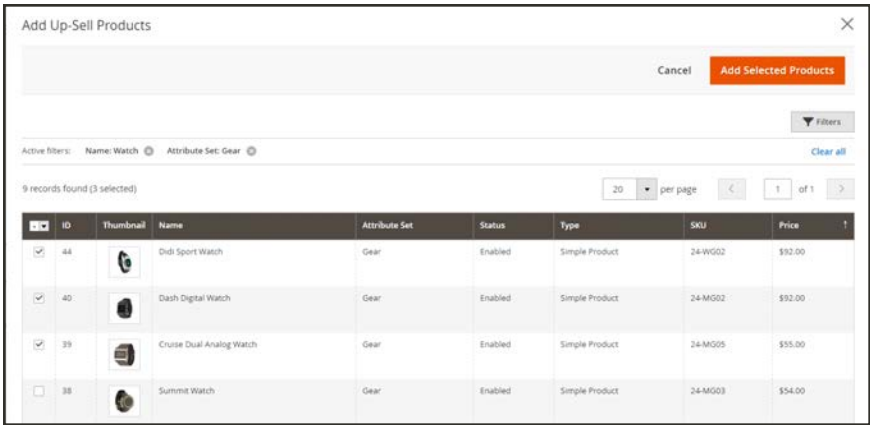 Add Up-Sell Products
Cancel Add Selected Products
Filters
Active filters: Name: Watch Attribute Set: Gear Clear all
9 records found (3 selected) 20 per page 1 of 1
ID Thumbnail Name Attribute Set Status Type SKU Price
44 Didi Sport Watch Gear Enabled Simple Product 24-WG02 $92.00
40 Dash Digital Watch Gear Enabled Simple Product 24-MG02 $92.00
39 Cruise Dual Analog Watch Gear Enabled Simple Product 24-MG05 $55.00
38 Summit Watch Gear Enabled Simple Product 24-MG03 $54.00